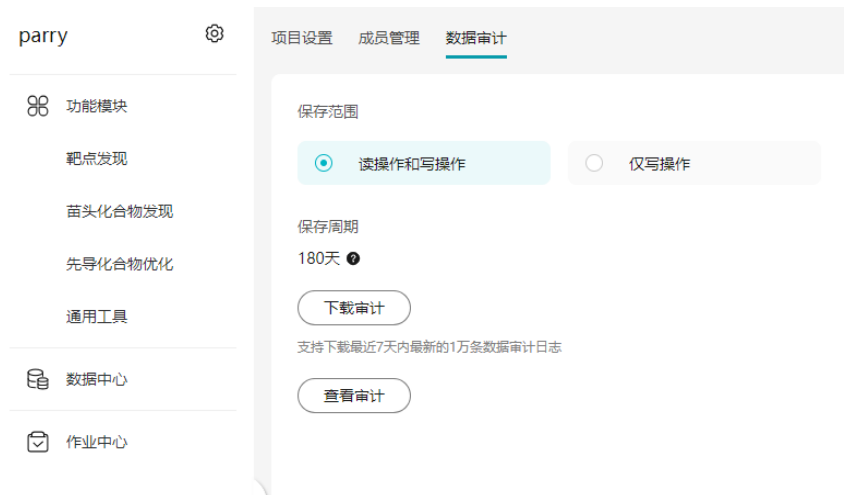 parry
项目设置 成员管理 数据审计
功能模块
靶点发现
苗头化合物发现
先导化合物优化
通用工具
数据中心
作业中心
保存范围
读操作和写操作 仅写操作
保存周期
180天 ?
下载审计
支持下载最近7天内最新的1万条数据审计日志
查看审计